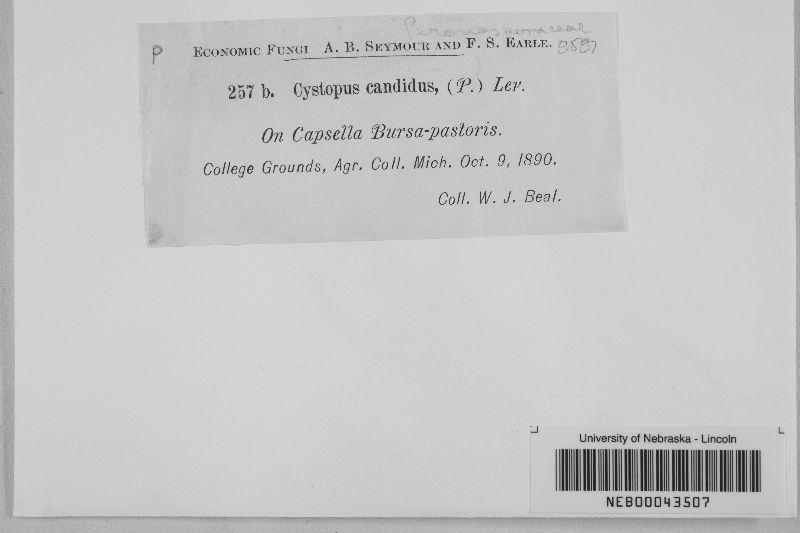 Peronosporaceae
P
ECONOMIC FUNGI A. B. SEYMOUR AND F. S. EARLE.
257 b. Cystopus candidus, (P.) Lev.
On Capsella Bursa-pastoris.
College Grounds, Agr. Coll. Mich. Oct. 9, 1890.
Coll. W. J. Beal.
University of Nebraska - Lincoln
NEB00043507